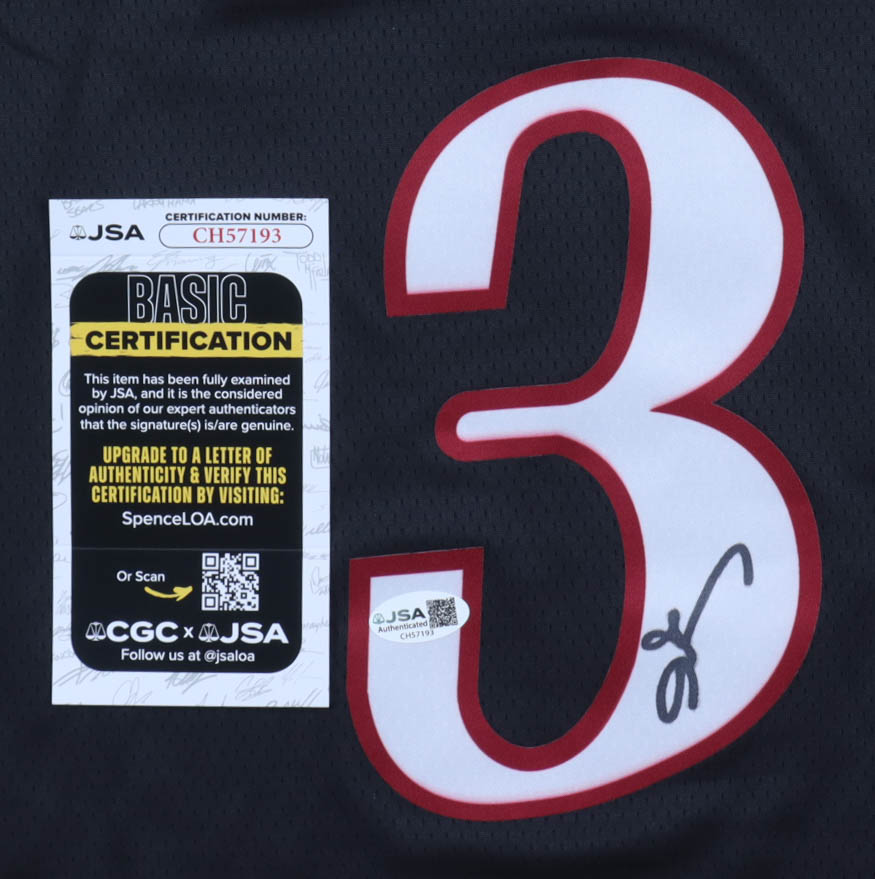 JSA
CERTIFICATION NUMBER:
CH57193
BASIC
CERTIFICATION
This item has been fully examined
by JSA, and it is the considered
opinion of our expert authenticators
that the signature(s) is/are genuine.
UPGRADE TO A LETTER OF
AUTHENTICITY & VERIFY THIS
CERTIFICATION BY VISITING:
SpenceLOA.com
Or Scan
CGC x JSA
Follow us at @jsaloa
3
JSA
Authenticated
CH57193